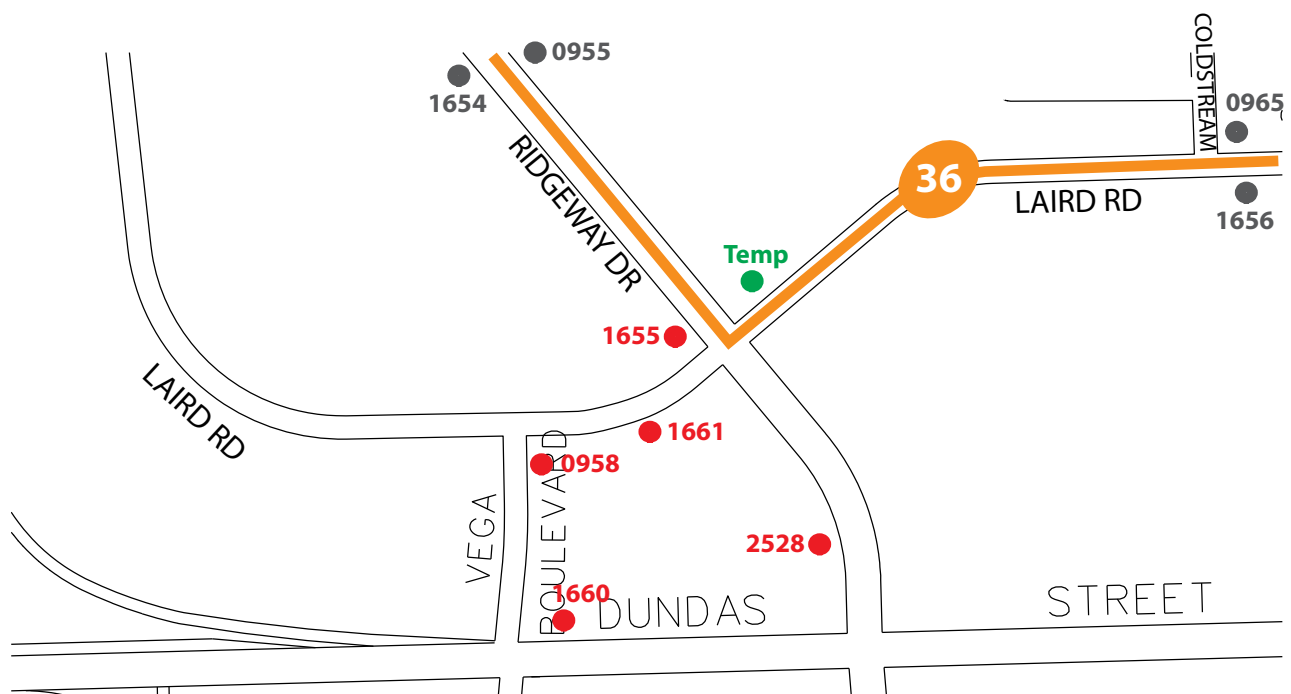 0955
1654
COLDSTREAM
0965
36
LAIRD RD
1656
RIDGEWAY DR
Temp
1655
LAIRD RD
1661
0958
VEGA
BOULEVARD
2528
1660
DUNDAS
STREET